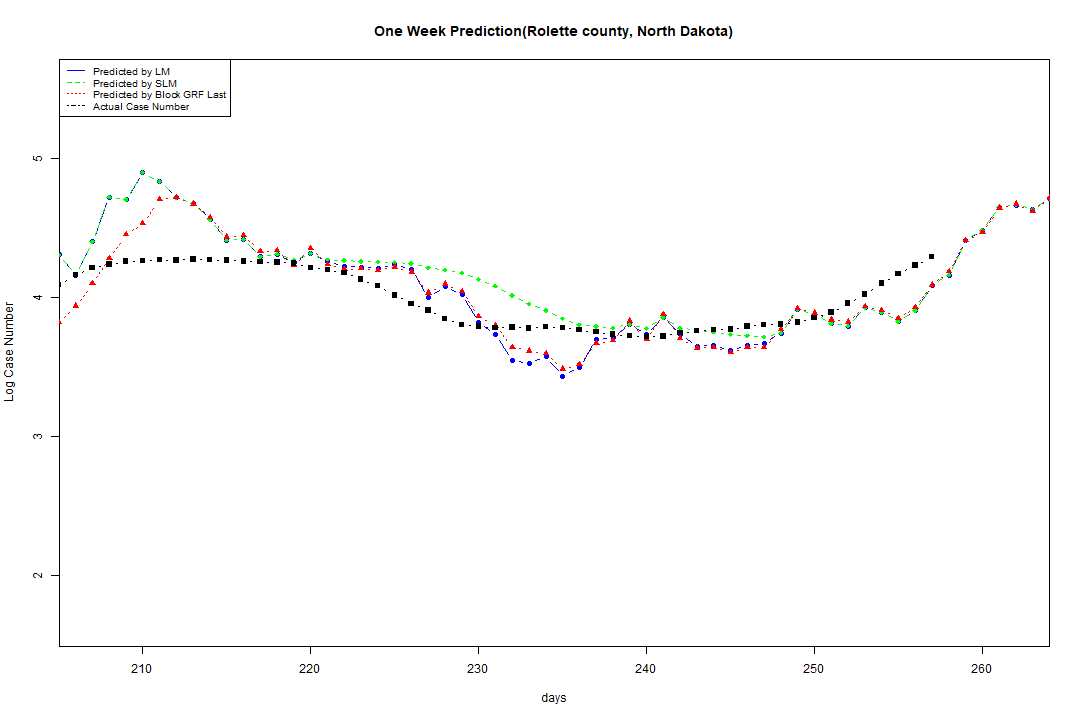 One Week Prediction(Rolette county, North Dakota)
Predicted by LM
Predicted by SLM
Predicted by Block GRF Last
Actual Case Number
5
4
3
2
Log Case Number
210 220 230 240 250 260
days